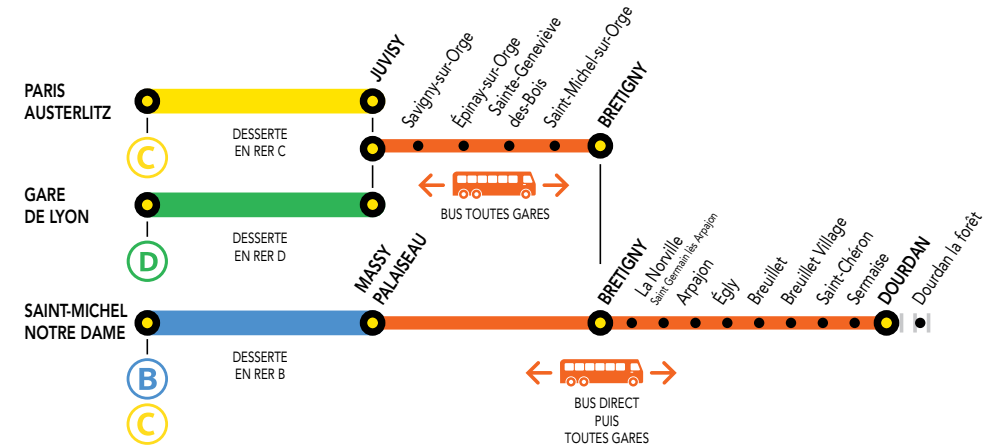 PARIS
AUSTERLITZ
C
DESSERTE
EN RER C
JUVISY
Savigny-sur-Orge
Épinay-sur-Orge
Sainte-Geneviève
des-Bois
Saint-Michel-sur-Orge
BRETIGNY
BUS TOUTES GARES
GARE
DE LYON
D
DESSERTE
EN RER D
SAINT-MICHEL
NOTRE DAME
B
C
DESSERTE
EN RER B
MASSY
PALAISEAU
BRETIGNY
La Norville
Saint Germain lès Arpajon
Arpajon
Égly
Breuillet
Breuillet Village
Saint-Chéron
Sermaise
DOURDAN
Dourdan la forêt
BUS DIRECT
PUIS
TOUTES GARES